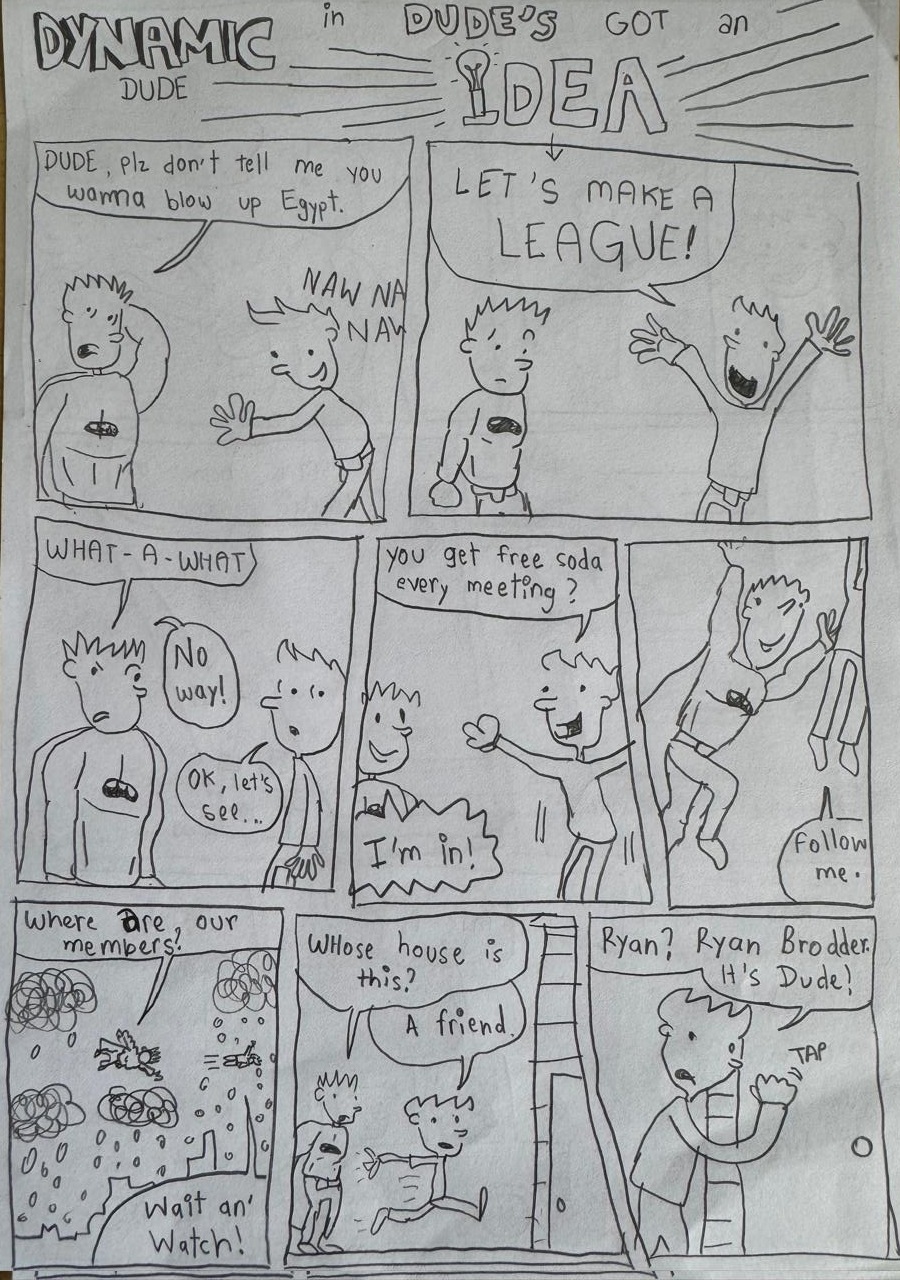 DYNAMIC
DUDE
in DUDE'S GOT an
IDEA
DUDE, plz don't tell me you
wanna blow up Egypt.
NAW NA
NAW
LET'S MAKE A
LEAGUE!
WHAT-A-WHAT
No
way!
OK, let's
see...
you get free soda
every meeting?
I'm in!
follow
me.
where are our
members?
Wait an'
Watch!
WHose house is
this?
A friend.
Ryan? Ryan Brodder.
It's Dude!
TAP